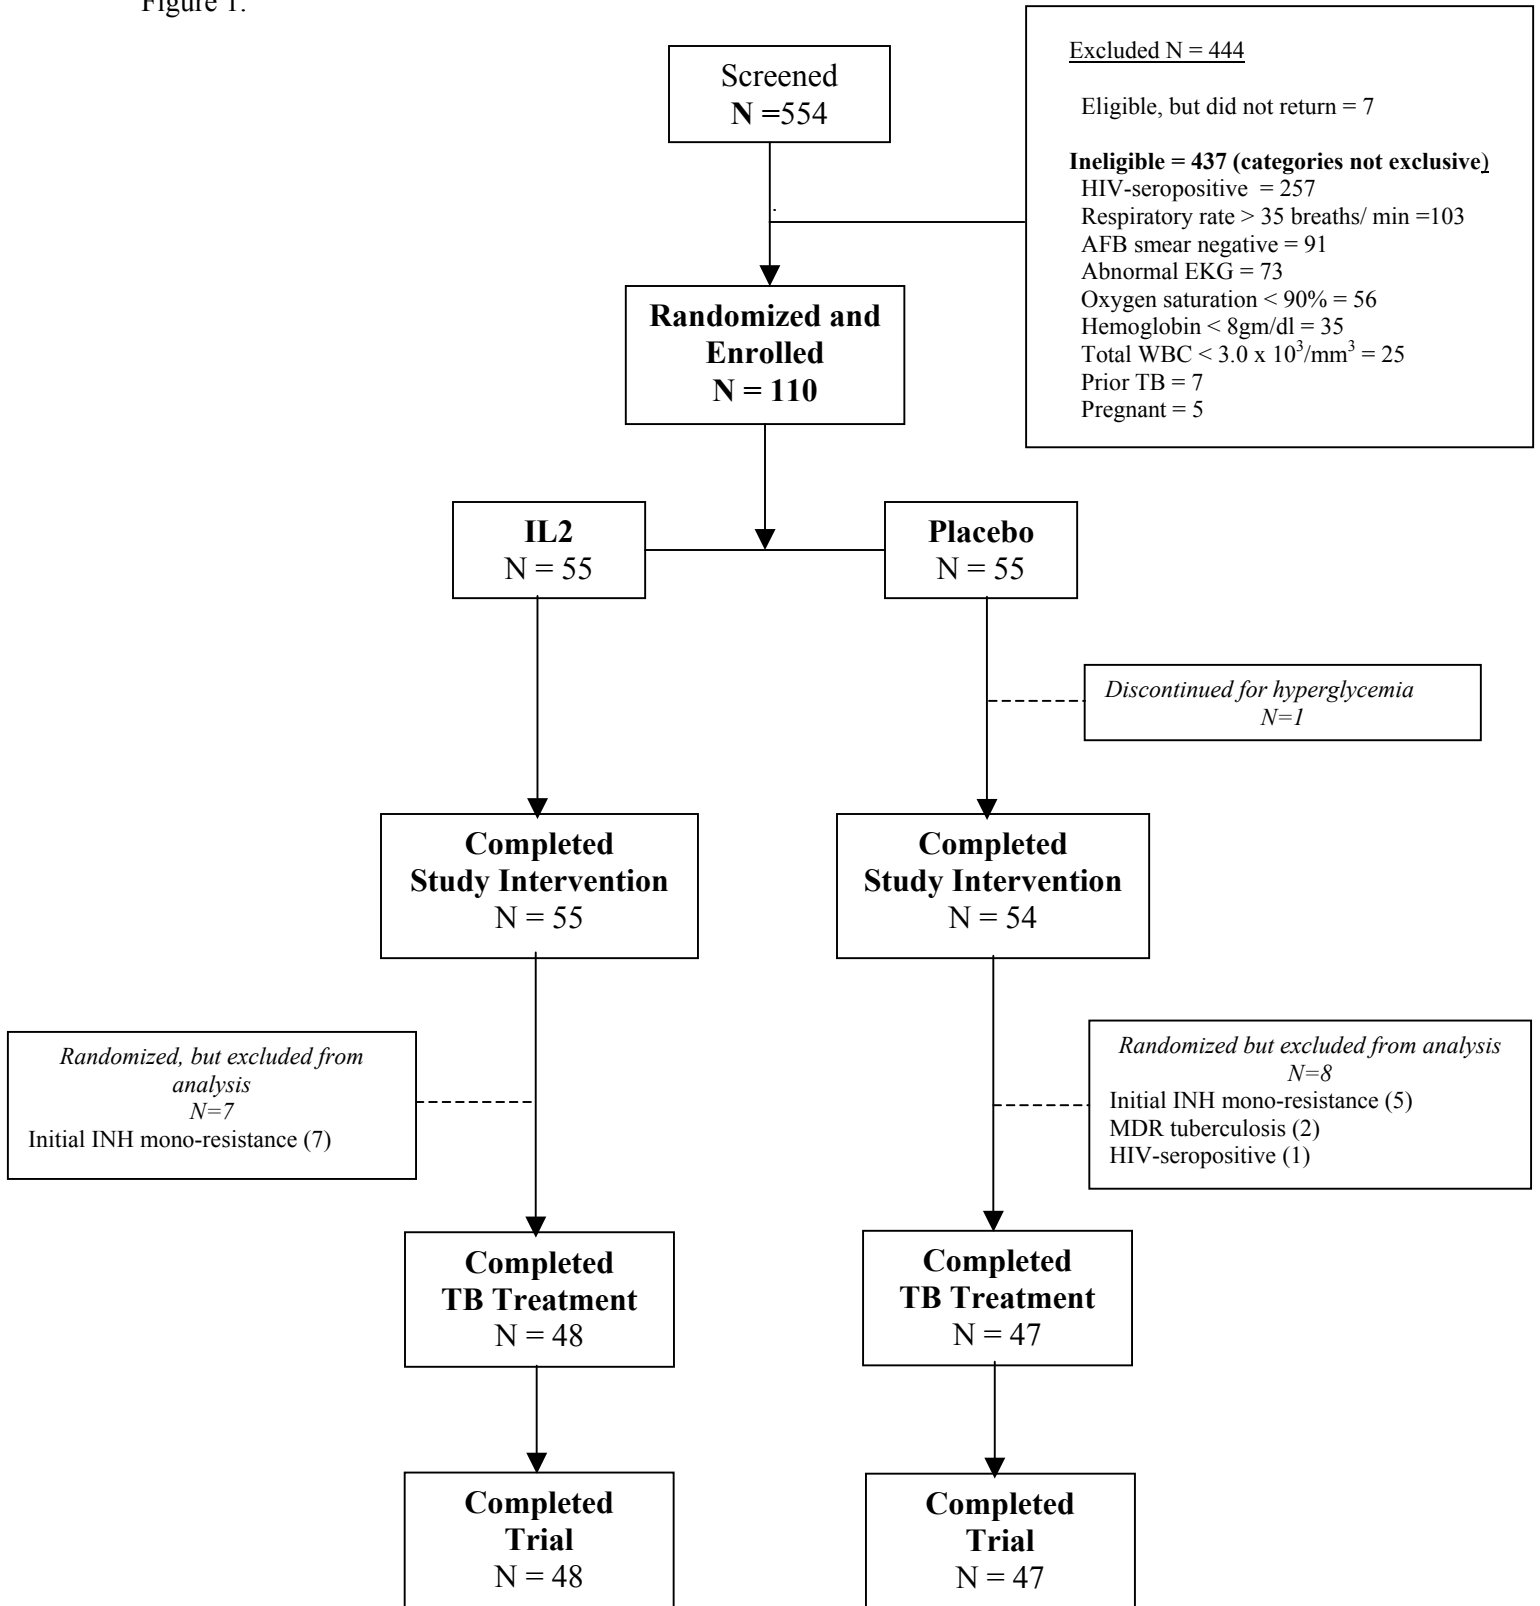 Figure 1.
Screened
N =554
Excluded N = 444
Eligible, but did not return = 7
Ineligible = 437 (categories not exclusive)
HIV-seropositive = 257
Respiratory rate > 35 breaths/ min =103
AFB smear negative = 91
Abnormal EKG = 73
Oxygen saturation < 90% = 56
Hemoglobin < 8gm/dl = 35
Total WBC < 3.0 x 10³/mm³ = 25
Prior TB = 7
Pregnant = 5
Randomized and
Enrolled
N = 110
IL2
N = 55
Placebo
N = 55
Discontinued for hyperglycemia
N=1
Completed
Study Intervention
N = 55
Completed
Study Intervention
N = 54
Randomized, but excluded from
analysis
N=7
Initial INH mono-resistance (7)
Randomized but excluded from analysis
N=8
Initial INH mono-resistance (5)
MDR tuberculosis (2)
HIV-seropositive (1)
Completed
TB Treatment
N = 48
Completed
TB Treatment
N = 47
Completed
Trial
N = 48
Completed
Trial
N = 47